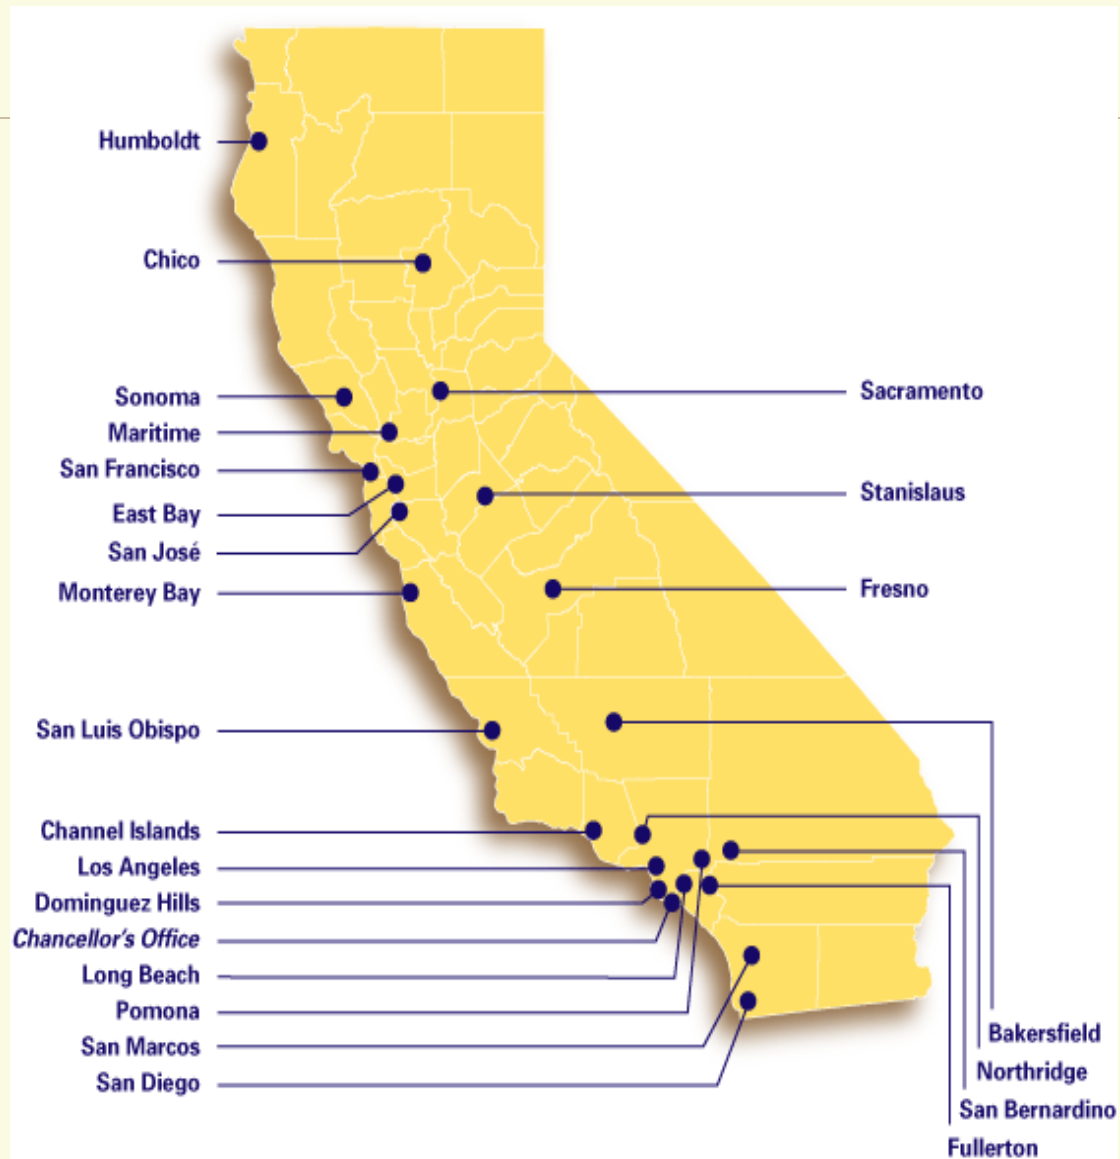 Humboldt
Chico
Sonoma
Maritime
San Francisco
East Bay
San José
Monterey Bay
San Luis Obispo
Channel Islands
Los Angeles
Dominguez Hills
Chancellor's Office
Long Beach
Pomona
San Marcos
San Diego
Sacramento
Stanislaus
Fresno
Bakersfield
Northridge
San Bernardino
Fullerton